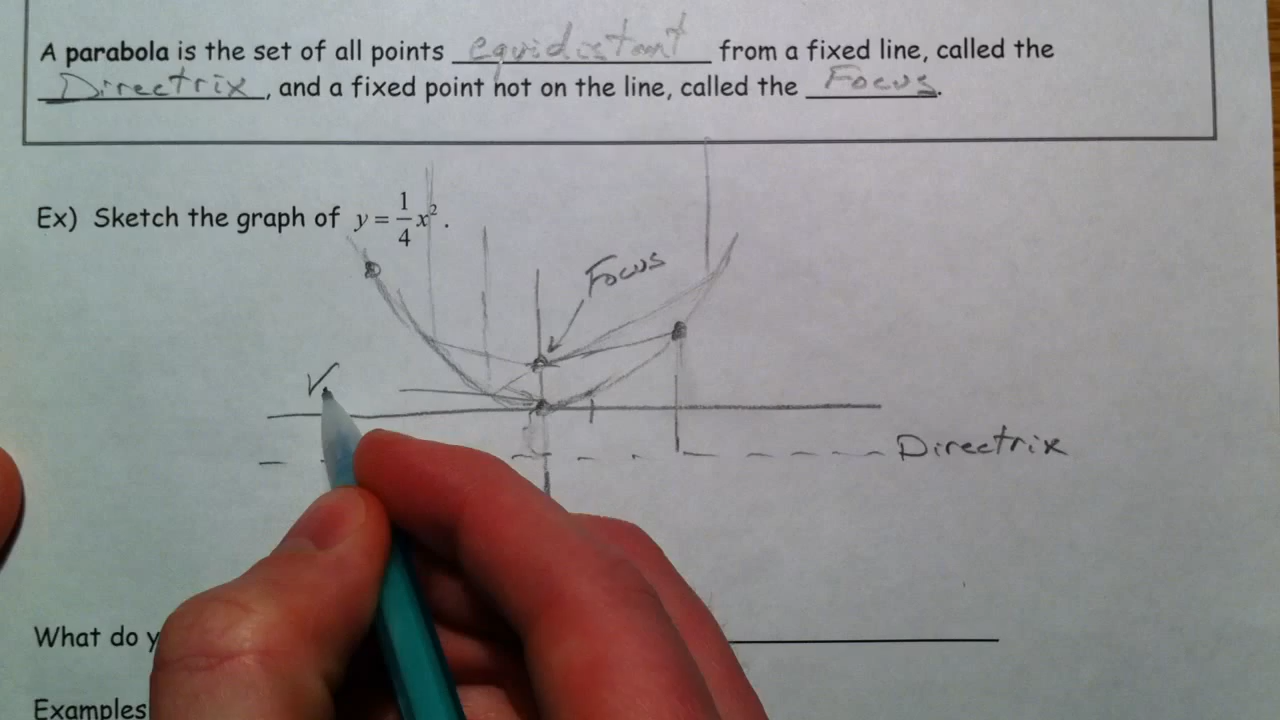 A parabola is the set of all points equidistant from a fixed line, called the
Directrix, and a fixed point not on the line, called the Focus.
Ex) Sketch the graph of y = 1/4 x².
Focus
V
Directrix
What do y
Examples